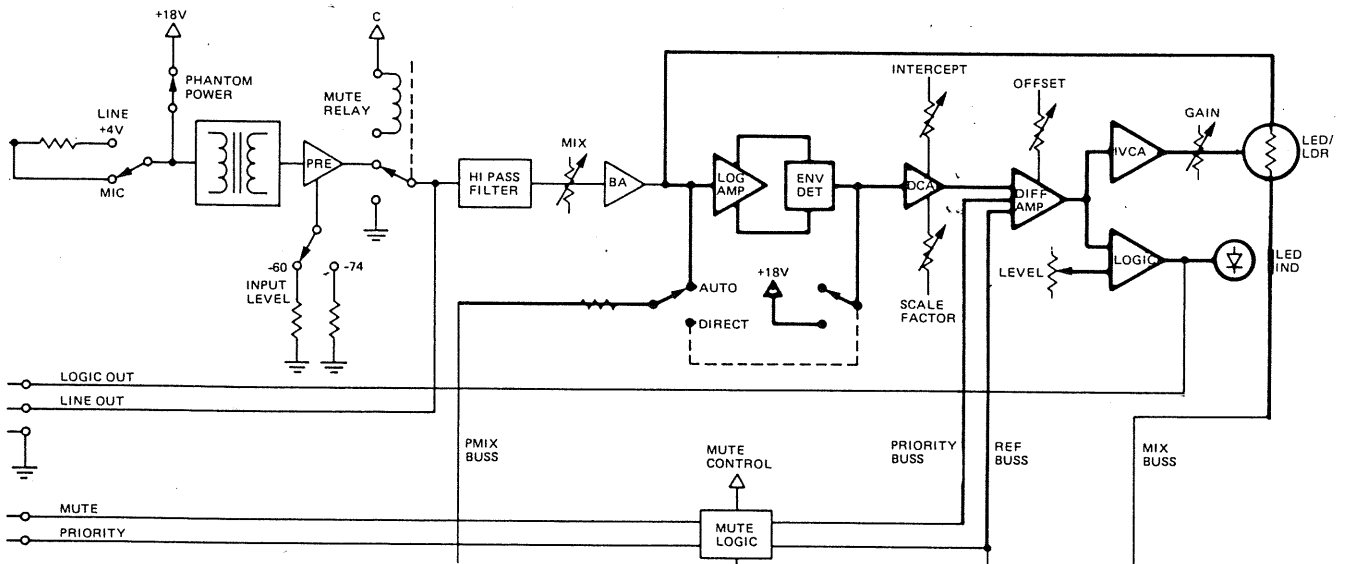 +18V
PHANTOM
POWER
LINE
+4V
MIC
PRE
-60
-74
INPUT
LEVEL
C
MUTE
RELAY
HI PASS
FILTER
MIX
BA
LOG
AMP
ENV
DET
AUTO
DIRECT
+18V
INTERCEPT
DCA
SCALE
FACTOR
OFFSET
DIFF
AMP
IVCA
GAIN
LED/
LDR
LEVEL
LOGIC
LED
IND
LOGIC OUT
LINE OUT
PMIX
BUSS
MUTE
CONTROL
PRIORITY
BUSS
REF
BUSS
MIX
BUSS
MUTE
PRIORITY
MUTE
LOGIC